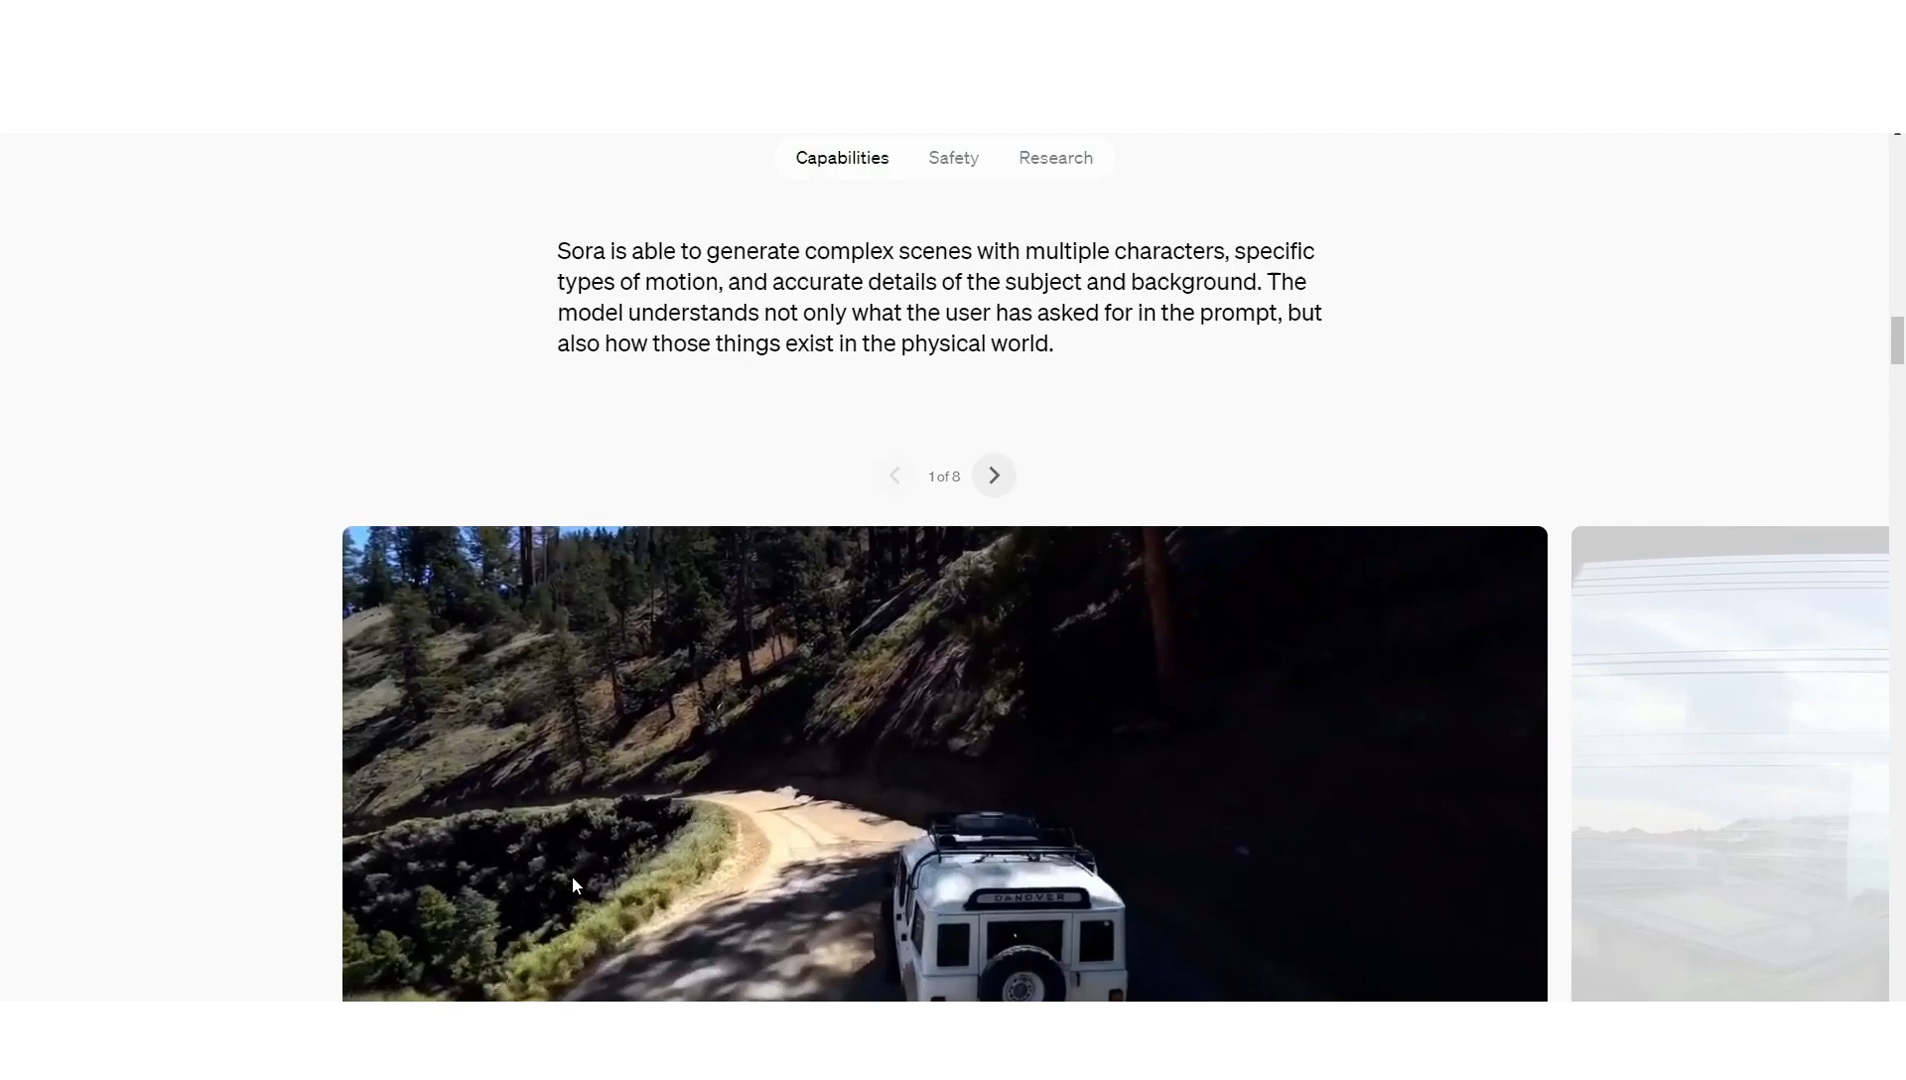 Capabilities Safety Research
Sora is able to generate complex scenes with multiple characters, specific
types of motion, and accurate details of the subject and background. The
model understands not only what the user has asked for in the prompt, but
also how those things exist in the physical world.
1 of 8
DANOVER